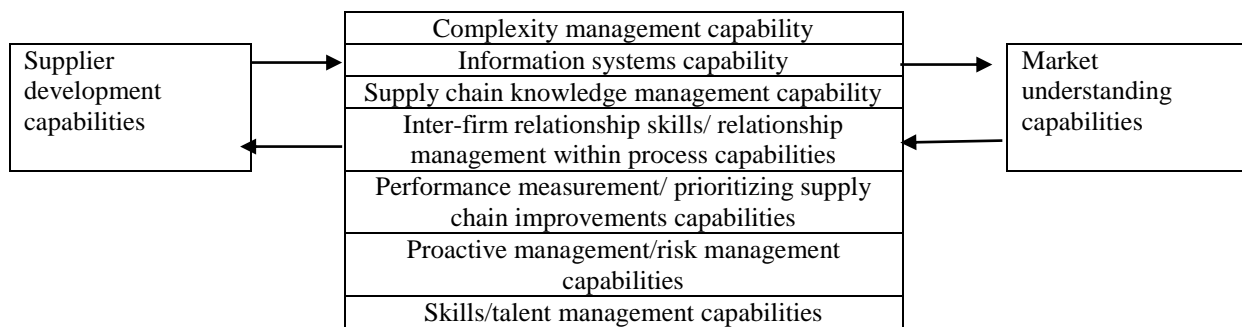 Supplier
development
capabilities
Complexity management capability
Information systems capability
Supply chain knowledge management capability
Inter-firm relationship skills/ relationship
management within process capabilities
Performance measurement/ prioritizing supply
chain improvements capabilities
Proactive management/risk management
capabilities
Skills/talent management capabilities
Market
understanding
capabilities